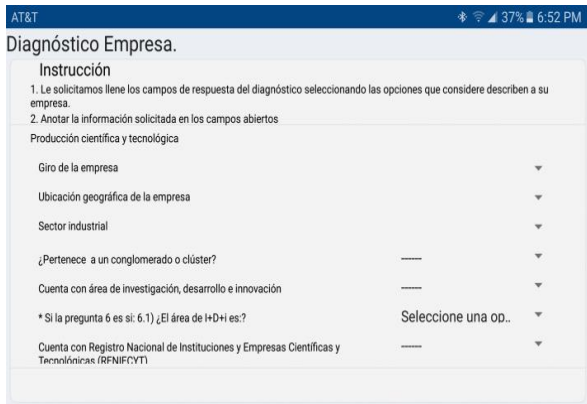 AT&T 37% 6:52 PM
Diagnóstico Empresa.
Instrucción
1. Le solicitamos llene los campos de respuesta del diagnóstico seleccionando las opciones que considere describen a su
empresa.
2. Anotar la información solicitada en los campos abiertos
Producción científica y tecnológica
Giro de la empresa
Ubicación geográfica de la empresa
Sector industrial
¿Pertenece a un conglomerado o clúster? ------
Cuenta con área de investigación, desarrollo e innovación ------
* Si la pregunta 6 es si: 6.1) ¿El área de I+D+i es:? Seleccione una op..
Cuenta con Registro Nacional de Instituciones y Empresas Científicas y ------
Tecnológicas (RENIECYT)